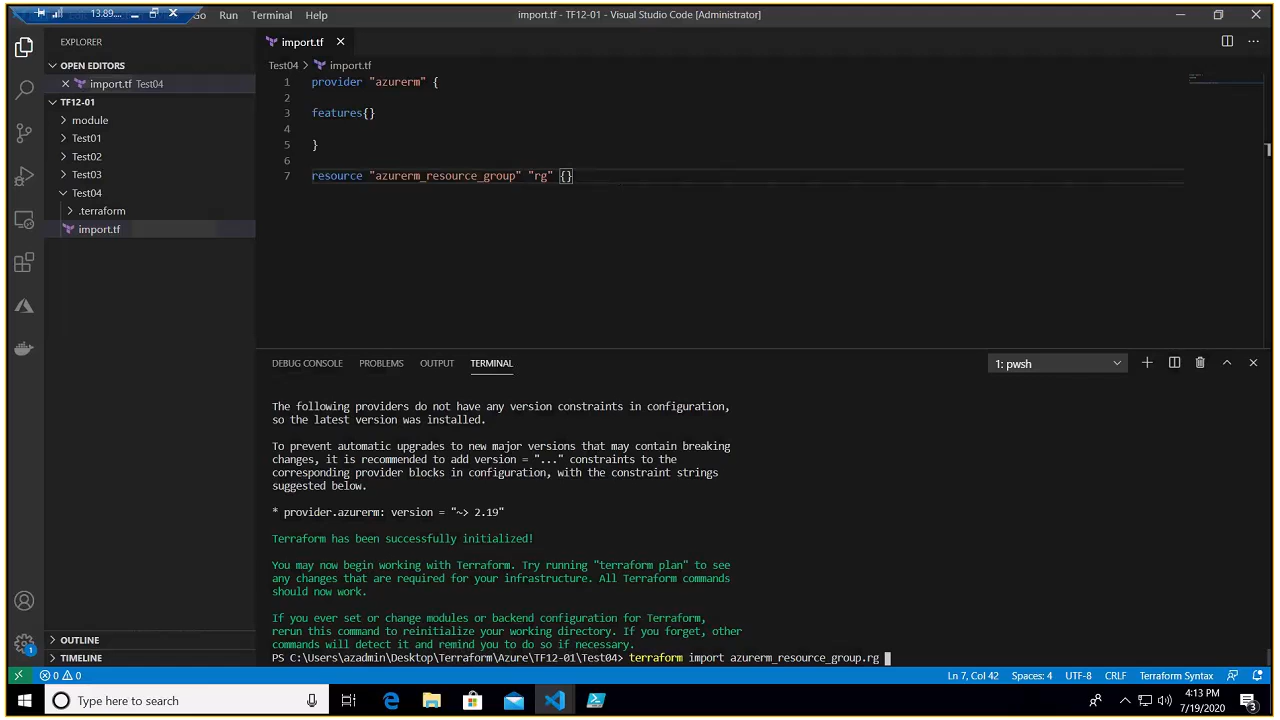 13.89...
Go Run Terminal Help
import.tf - TF12-01 - Visual Studio Code [Administrator]
EXPLORER
OPEN EDITORS
import.tf Test04
TF12-01
module
Test01
Test02
Test03
Test04
.terraform
import.tf
OUTLINE
TIMELINE
import.tf
Test04 > import.tf
1 provider "azurerm" {
2
3 features{}
4
5 }
6
7 resource "azurerm_resource_group" "rg" {}
DEBUG CONSOLE PROBLEMS OUTPUT TERMINAL
1: pwsh
The following providers do not have any version constraints in configuration,
so the latest version was installed.
To prevent automatic upgrades to new major versions that may contain breaking
changes, it is recommended to add version = "..." constraints to the
corresponding provider blocks in configuration, with the constraint strings
suggested below.
* provider.azurerm: version = "~> 2.19"
Terraform has been successfully initialized!
You may now begin working with Terraform. Try running "terraform plan" to see
any changes that are required for your infrastructure. All Terraform commands
should now work.
If you ever set or change modules or backend configuration for Terraform,
rerun this command to reinitialize your working directory. If you forget, other
commands will detect it and remind you to do so if necessary.
PS C:\Users\azadmin\Desktop\Terraform\Azure\TF12-01\Test04> terraform import azurerm_resource_group.rg
1
0 0
Ln 7, Col 42 Spaces: 4 UTF-8 CRLF Terraform Syntax
Type here to search
4:13 PM
7/19/2020
3